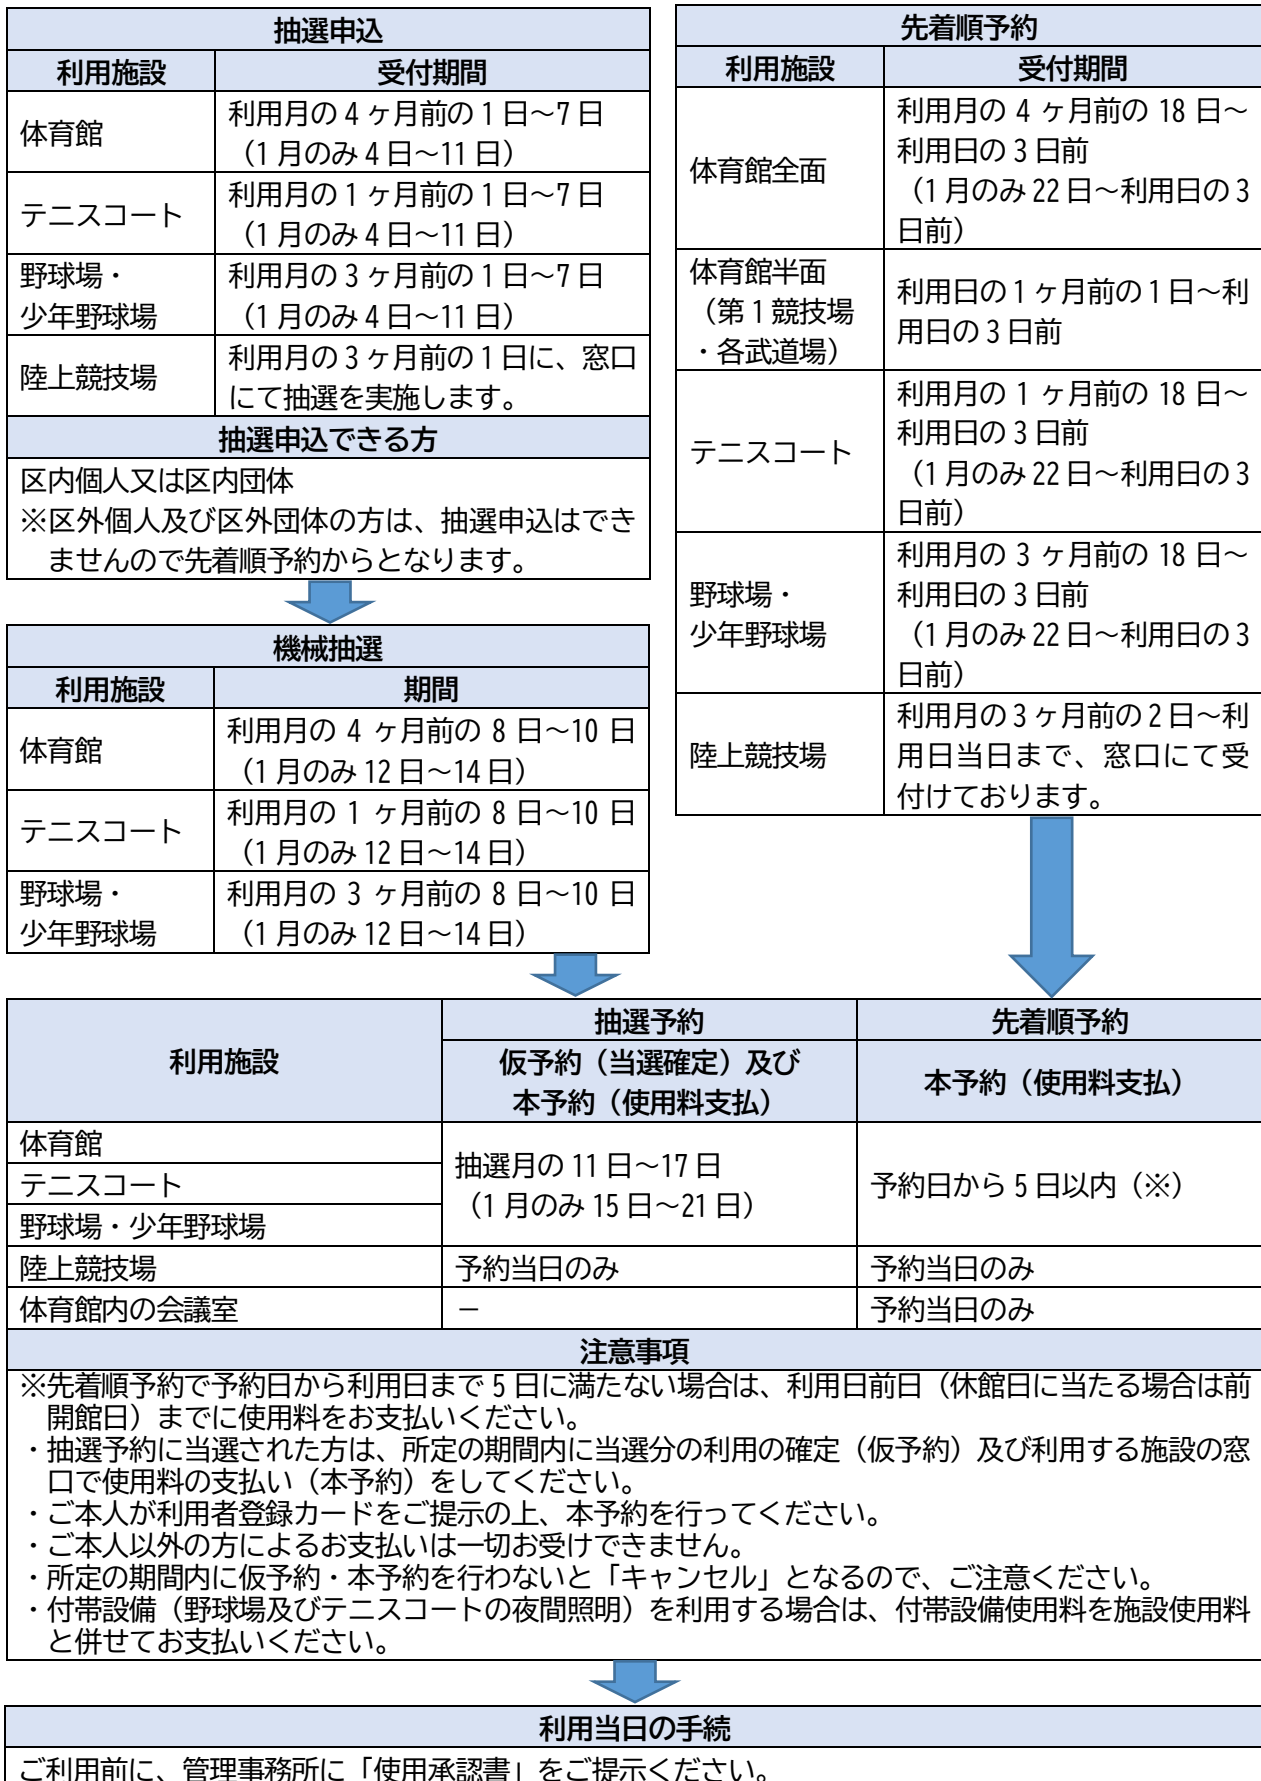 抽選申込
利用施設
受付期間
体育館
利用月の4ヶ月前の1日～7日
（1月のみ4日～11日）
テニスコート
利用月の1ヶ月前の1日～7日
（1月のみ4日～11日）
野球場・
少年野球場
利用月の3ヶ月前の1日～7日
（1月のみ4日～11日）
陸上競技場
利用月の3ヶ月前の1日に、窓口
にて抽選を実施します。
抽選申込できる方
区内個人又は区内団体
※区外個人及び区外団体の方は、抽選申込はでき
ませんので先着順予約からとなります。
機械抽選
利用施設
期間
体育館
利用月の 4 ヶ月前の 8 日～10 日
（1月のみ12日～14日）
テニスコート
利用月の 1 ヶ月前の 8 日～10 日
（1月のみ12日～14日）
野球場・
少年野球場
利用月の 3 ヶ月前の 8 日～10 日
（1月のみ12日～14日）
先着順予約
利用施設
受付期間
体育館全面
利用月の 4 ヶ月前の 18 日～
利用日の3日前
（1月のみ22日～利用日の3
日前）
体育館半面
（第1競技場
・各武道場）
利用日の1ヶ月前の1日～利
用日の3日前
テニスコート
利用月の 1 ヶ月前の 18 日～
利用日の3日前
（1月のみ22日～利用日の3
日前）
野球場・
少年野球場
利用月の 3 ヶ月前の 18 日～
利用日の3日前
（1月のみ22日～利用日の3
日前）
陸上競技場
利用月の3ヶ月前の2日～利
用日当日まで、窓口にて受
付けております。
利用施設
抽選予約
先着順予約
仮予約（当選確定）及び
本予約（使用料支払）
本予約（使用料支払）
体育館
テニスコート
野球場・少年野球場
抽選月の11日～17日
（1月のみ15日～21日）
予約日から5日以内（※）
陸上競技場
予約当日のみ
予約当日のみ
体育館内の会議室
－
予約当日のみ
注意事項
※先着順予約で予約日から利用日まで5日に満たない場合は、利用日前日（休館日に当たる場合は前
開館日）までに使用料をお支払いください。
・抽選予約に当選された方は、所定の期間内に当選分の利用の確定（仮予約）及び利用する施設の窓
口で使用料の支払い（本予約）をしてください。
・ご本人が利用者登録カードをご提示の上、本予約を行ってください。
・ご本人以外の方によるお支払いは一切お受けできません。
・所定の期間内に仮予約・本予約を行わないと「キャンセル」となるので、ご注意ください。
・付帯設備（野球場及びテニスコートの夜間照明）を利用する場合は、付帯設備使用料を施設使用料
と併せてお支払いください。
利用当日の手続
ご利用前に、管理事務所に「使用承認書」をご提示ください。